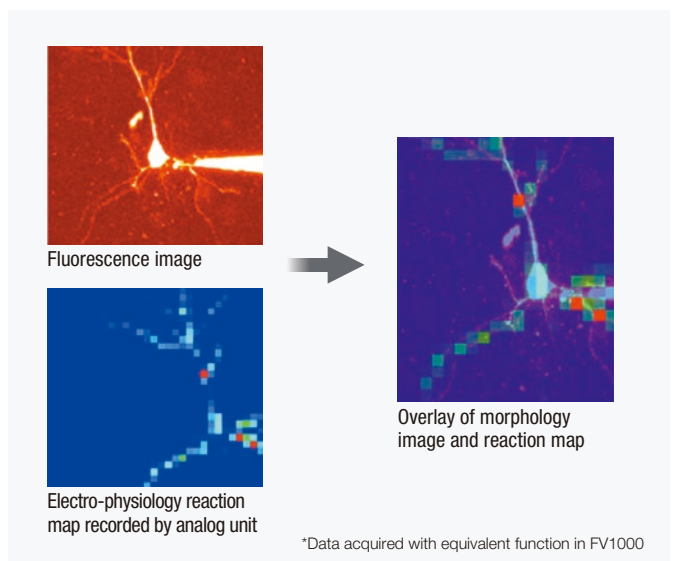 Fluorescence image
Electro-physiology reaction
map recorded by analog unit
Overlay of morphology
image and reaction map
*Data acquired with equivalent function in FV1000